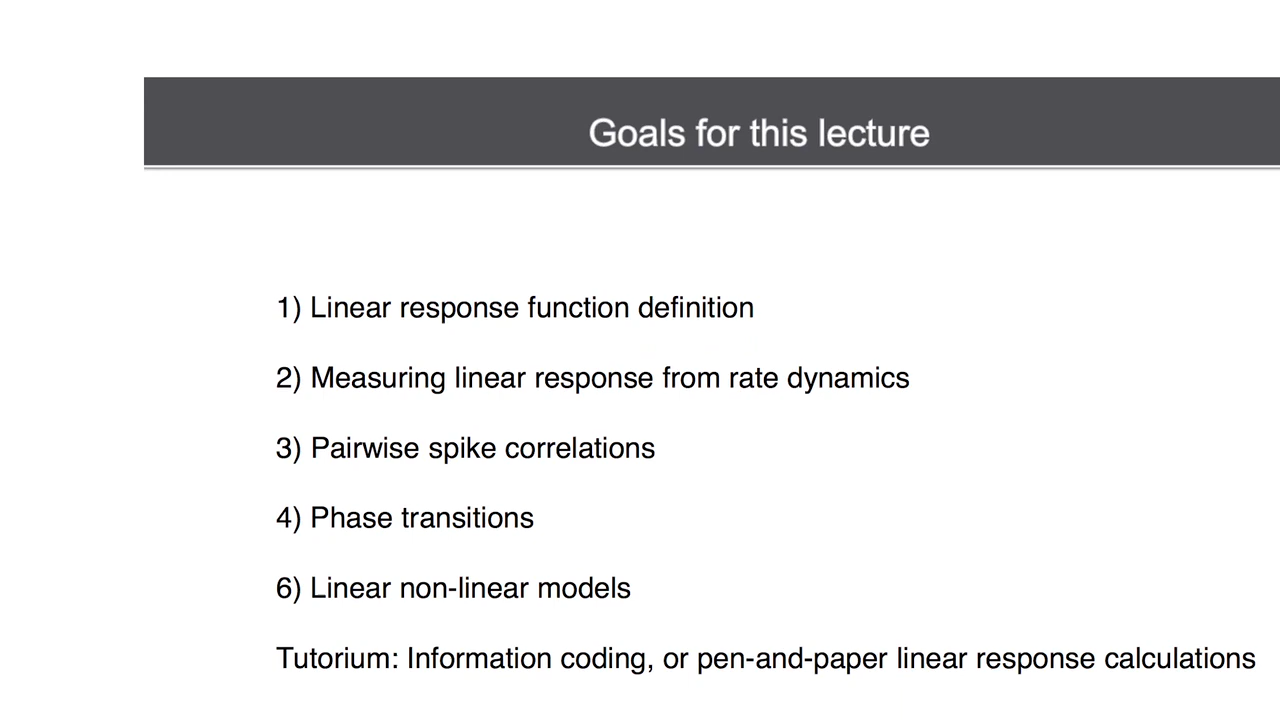 Goals for this lecture
1) Linear response function definition
2) Measuring linear response from rate dynamics
3) Pairwise spike correlations
4) Phase transitions
6) Linear non-linear models
Tutorium: Information coding, or pen-and-paper linear response calculations